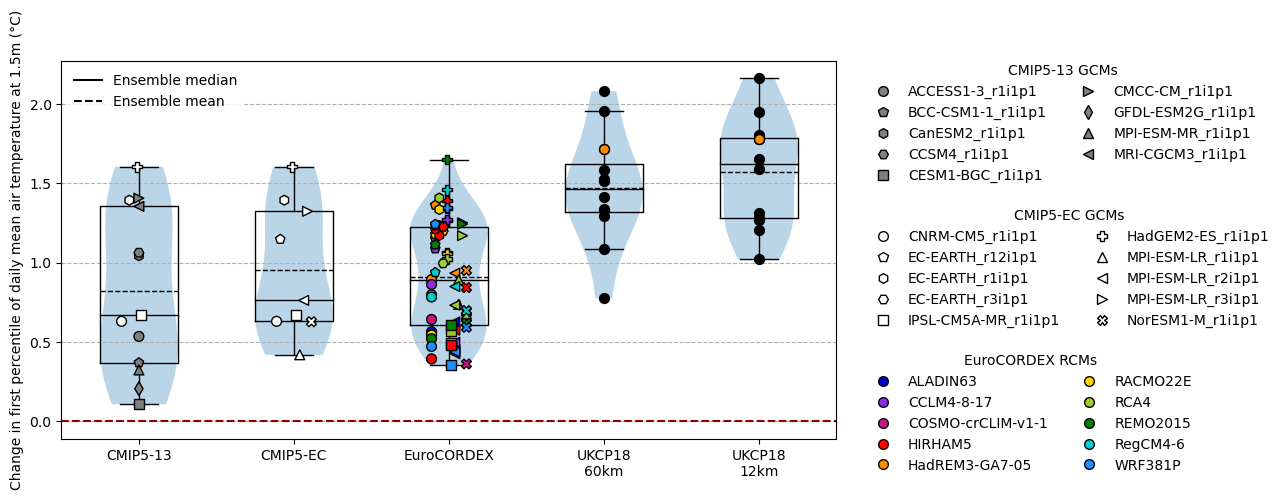 Change in first percentile of daily mean air temperature at 1.5m (°C)
Ensemble median
Ensemble mean
2.0
1.5
1.0
0.5
0.0
CMIP5-13
CMIP5-EC
EuroCORDEX
UKCP18
60km
UKCP18
12km
CMIP5-13 GCMs
ACCESS1-3_r1i1p1
BCC-CSM1-1_r1i1p1
CanESM2_r1i1p1
CCSM4_r1i1p1
CESM1-BGC_r1i1p1
CMCC-CM_r1i1p1
GFDL-ESM2G_r1i1p1
MPI-ESM-MR_r1i1p1
MRI-CGCM3_r1i1p1
CMIP5-EC GCMs
CNRM-CM5_r1i1p1
EC-EARTH_r12i1p1
EC-EARTH_r1i1p1
EC-EARTH_r3i1p1
IPSL-CM5A-MR_r1i1p1
HadGEM2-ES_r1i1p1
MPI-ESM-LR_r1i1p1
MPI-ESM-LR_r2i1p1
MPI-ESM-LR_r3i1p1
NorESM1-M_r1i1p1
EuroCORDEX RCMs
ALADIN63
CCLM4-8-17
COSMO-crCLIM-v1-1
HIRHAM5
HadREM3-GA7-05
RACMO22E
RCA4
REMO2015
RegCM4-6
WRF381P